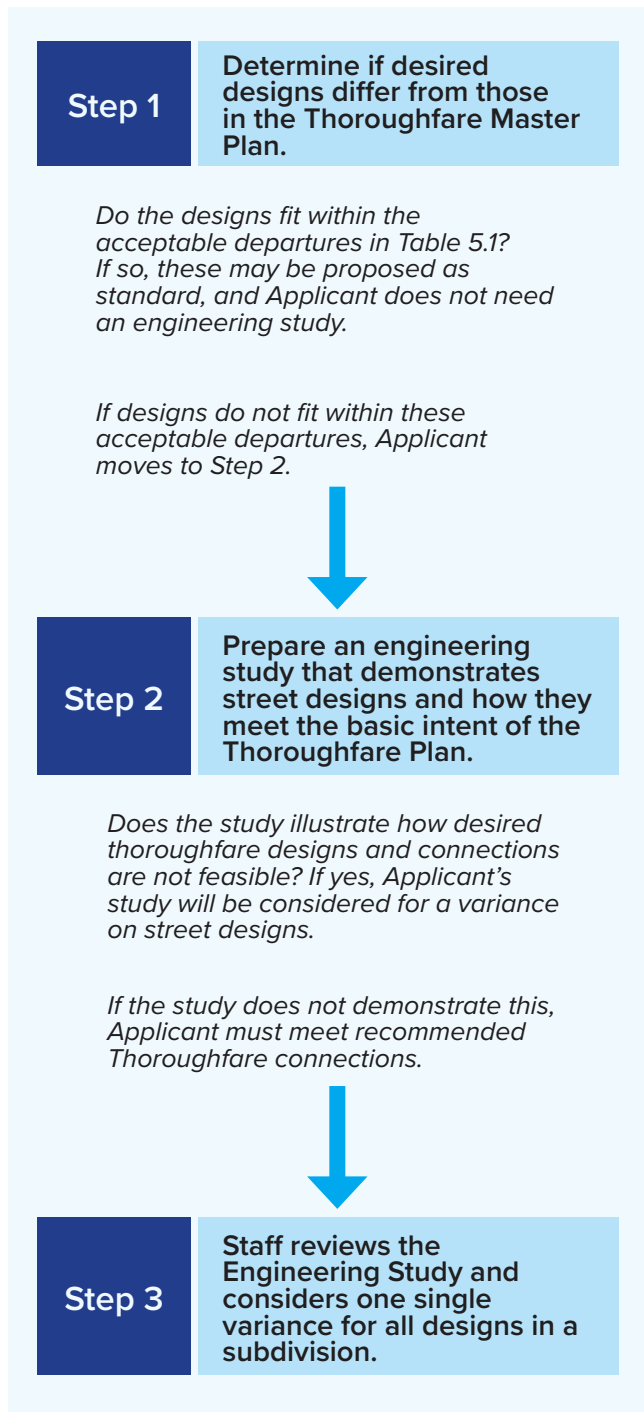 Step 1
Determine if desired
designs differ from those
in the Thoroughfare Master
Plan.
Do the designs fit within the
acceptable departures in Table 5.1?
If so, these may be proposed as
standard, and Applicant does not need
an engineering study.
If designs do not fit within these
acceptable departures, Applicant
moves to Step 2.
Step 2
Prepare an engineering
study that demonstrates
street designs and how they
meet the basic intent of the
Thoroughfare Plan.
Does the study illustrate how desired
thoroughfare designs and connections
are not feasible? If yes, Applicant’s
study will be considered for a variance
on street designs.
If the study does not demonstrate this,
Applicant must meet recommended
Thoroughfare connections.
Step 3
Staff reviews the
Engineering Study and
considers one single
variance for all designs in a
subdivision.